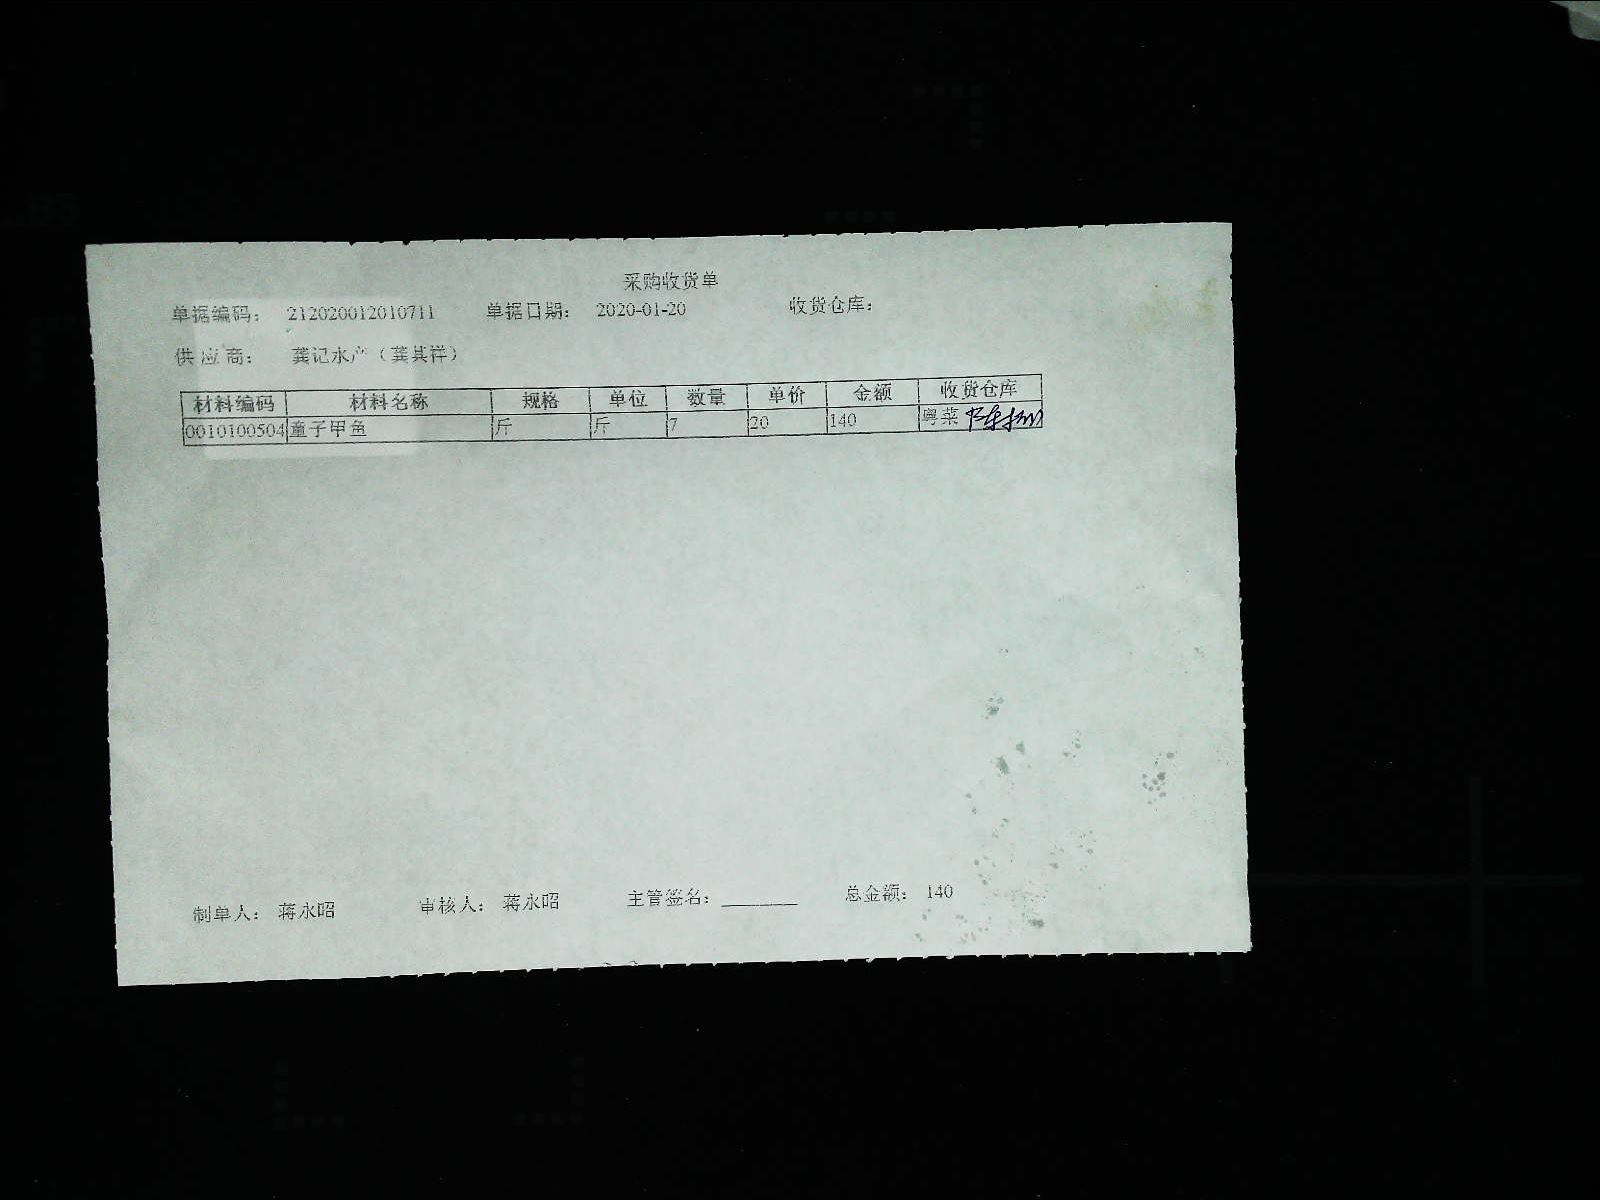 采购收货单
单据编码： 212020012010711 单据日期： 2020-01-20 收货仓库：
供应商： 龚记水产（龚其祥）
材料编码 材料名称 规格 单位 数量 单价 金额 收货仓库
0010100504 童子甲鱼 斤 斤 7 20 140 粤菜
制单人： 蒋永昭 审核人： 蒋永昭 主管签名：________ 总金额： 140